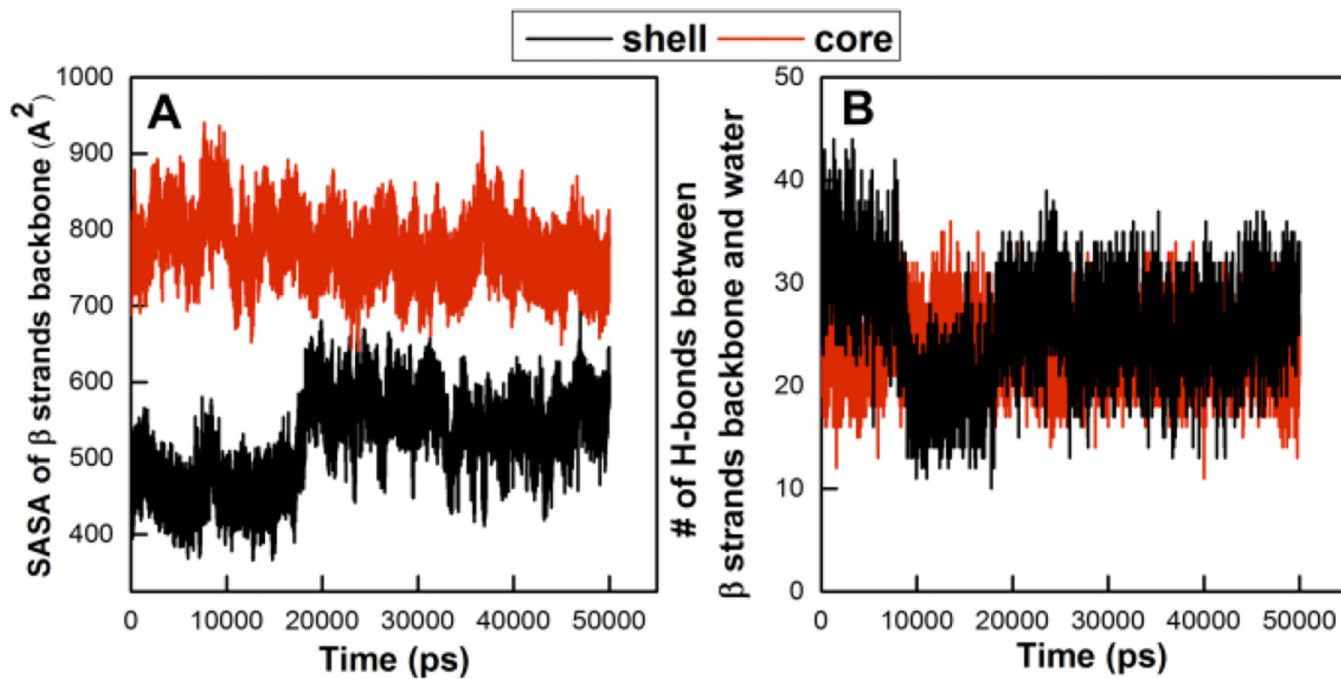 shell core
A
SASA of β strands backbone (A²)
1000
900
800
700
600
500
400
0 10000 20000 30000 40000 50000
Time (ps)
B
# of H-bonds between
β strands backbone and water
50
40
30
20
10
0
0 10000 20000 30000 40000 50000
Time (ps)